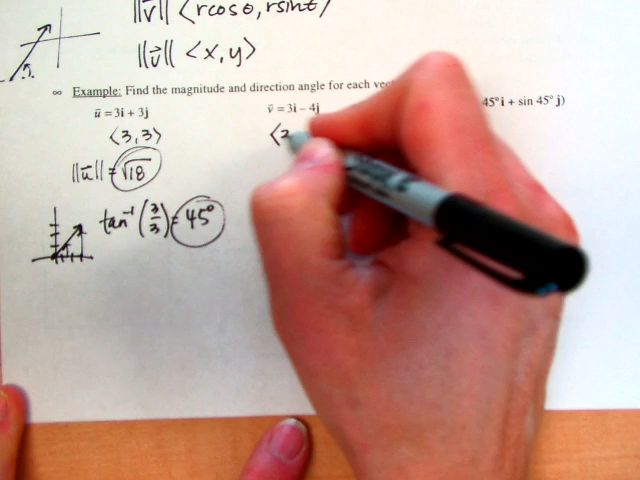 ||v⃗|| ⟨rcosθ, rsinθ⟩
||v⃗|| ⟨x, y⟩
∞ Example: Find the magnitude and direction angle for each
u⃗ = 3i + 3j
v⃗ = 3i – 4j
45° i + sin 45° j)
⟨3, 3⟩
||u⃗|| = √18
tan⁻¹ (3/3) = 45°